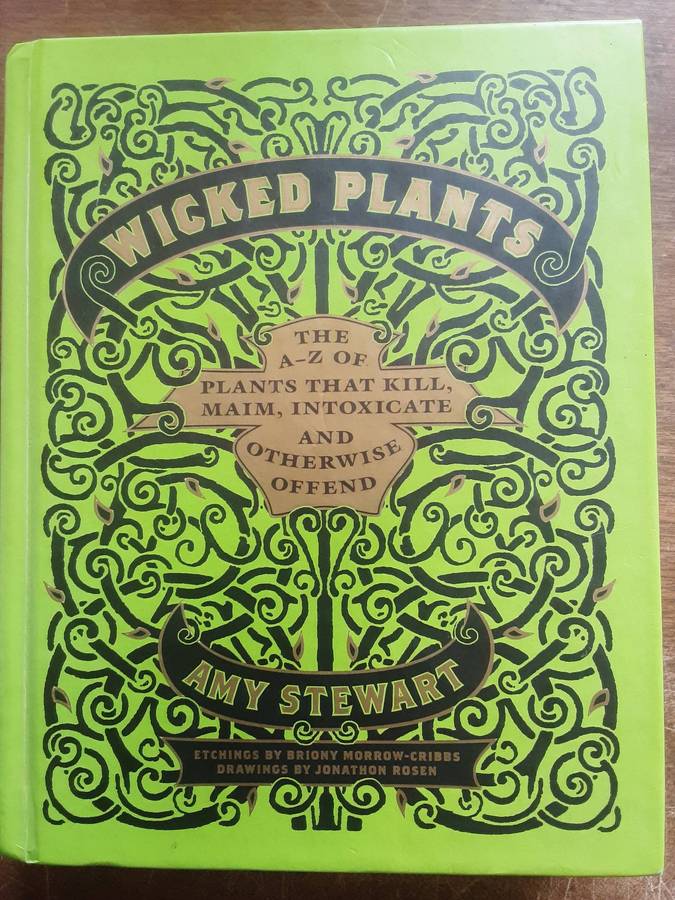 WICKED PLANTS
THE
A-Z OF
PLANTS THAT KILL,
MAIM, INTOXICATE
AND
OTHERWISE
OFFEND
AMY STEWART
ETCHINGS BY BRIONY MORROW-CRIBBS
DRAWINGS BY JONATHON ROSEN